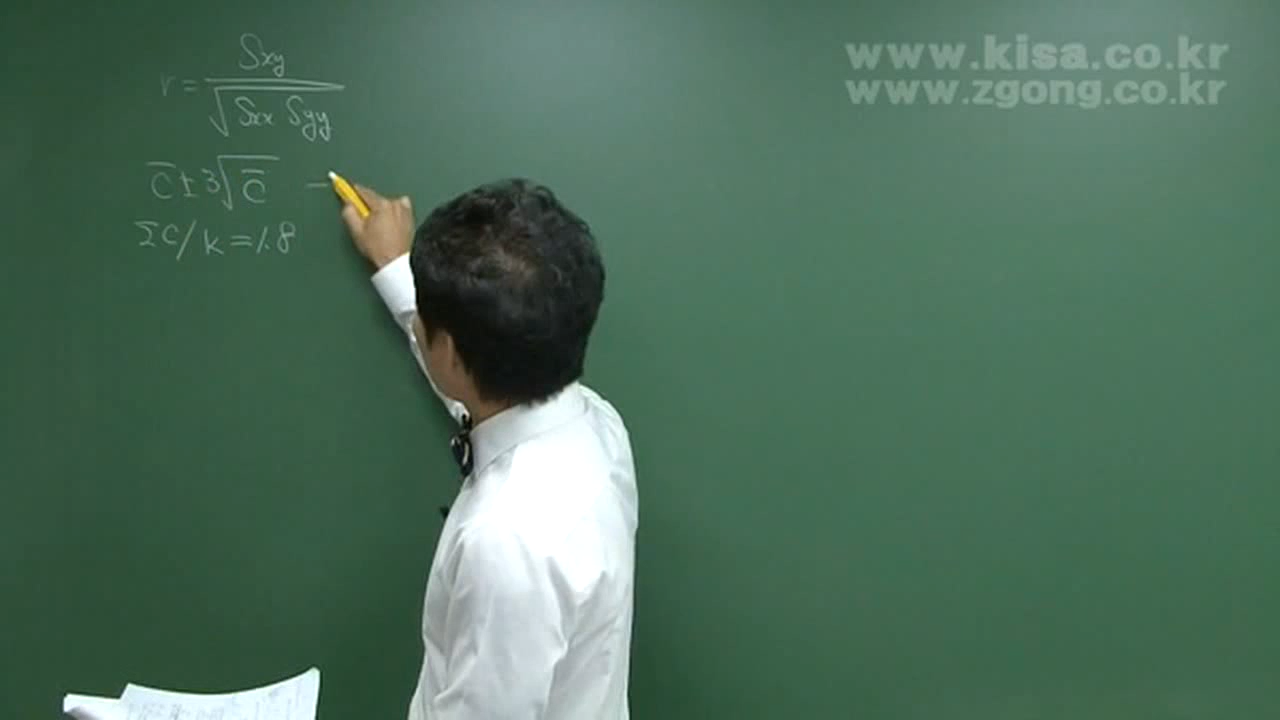 www.kisa.co.kr
www.zgong.co.kr
r = Sxy / √Sxx Syy
c̄ ± 3√c̄ –
Σc/k = 1.8